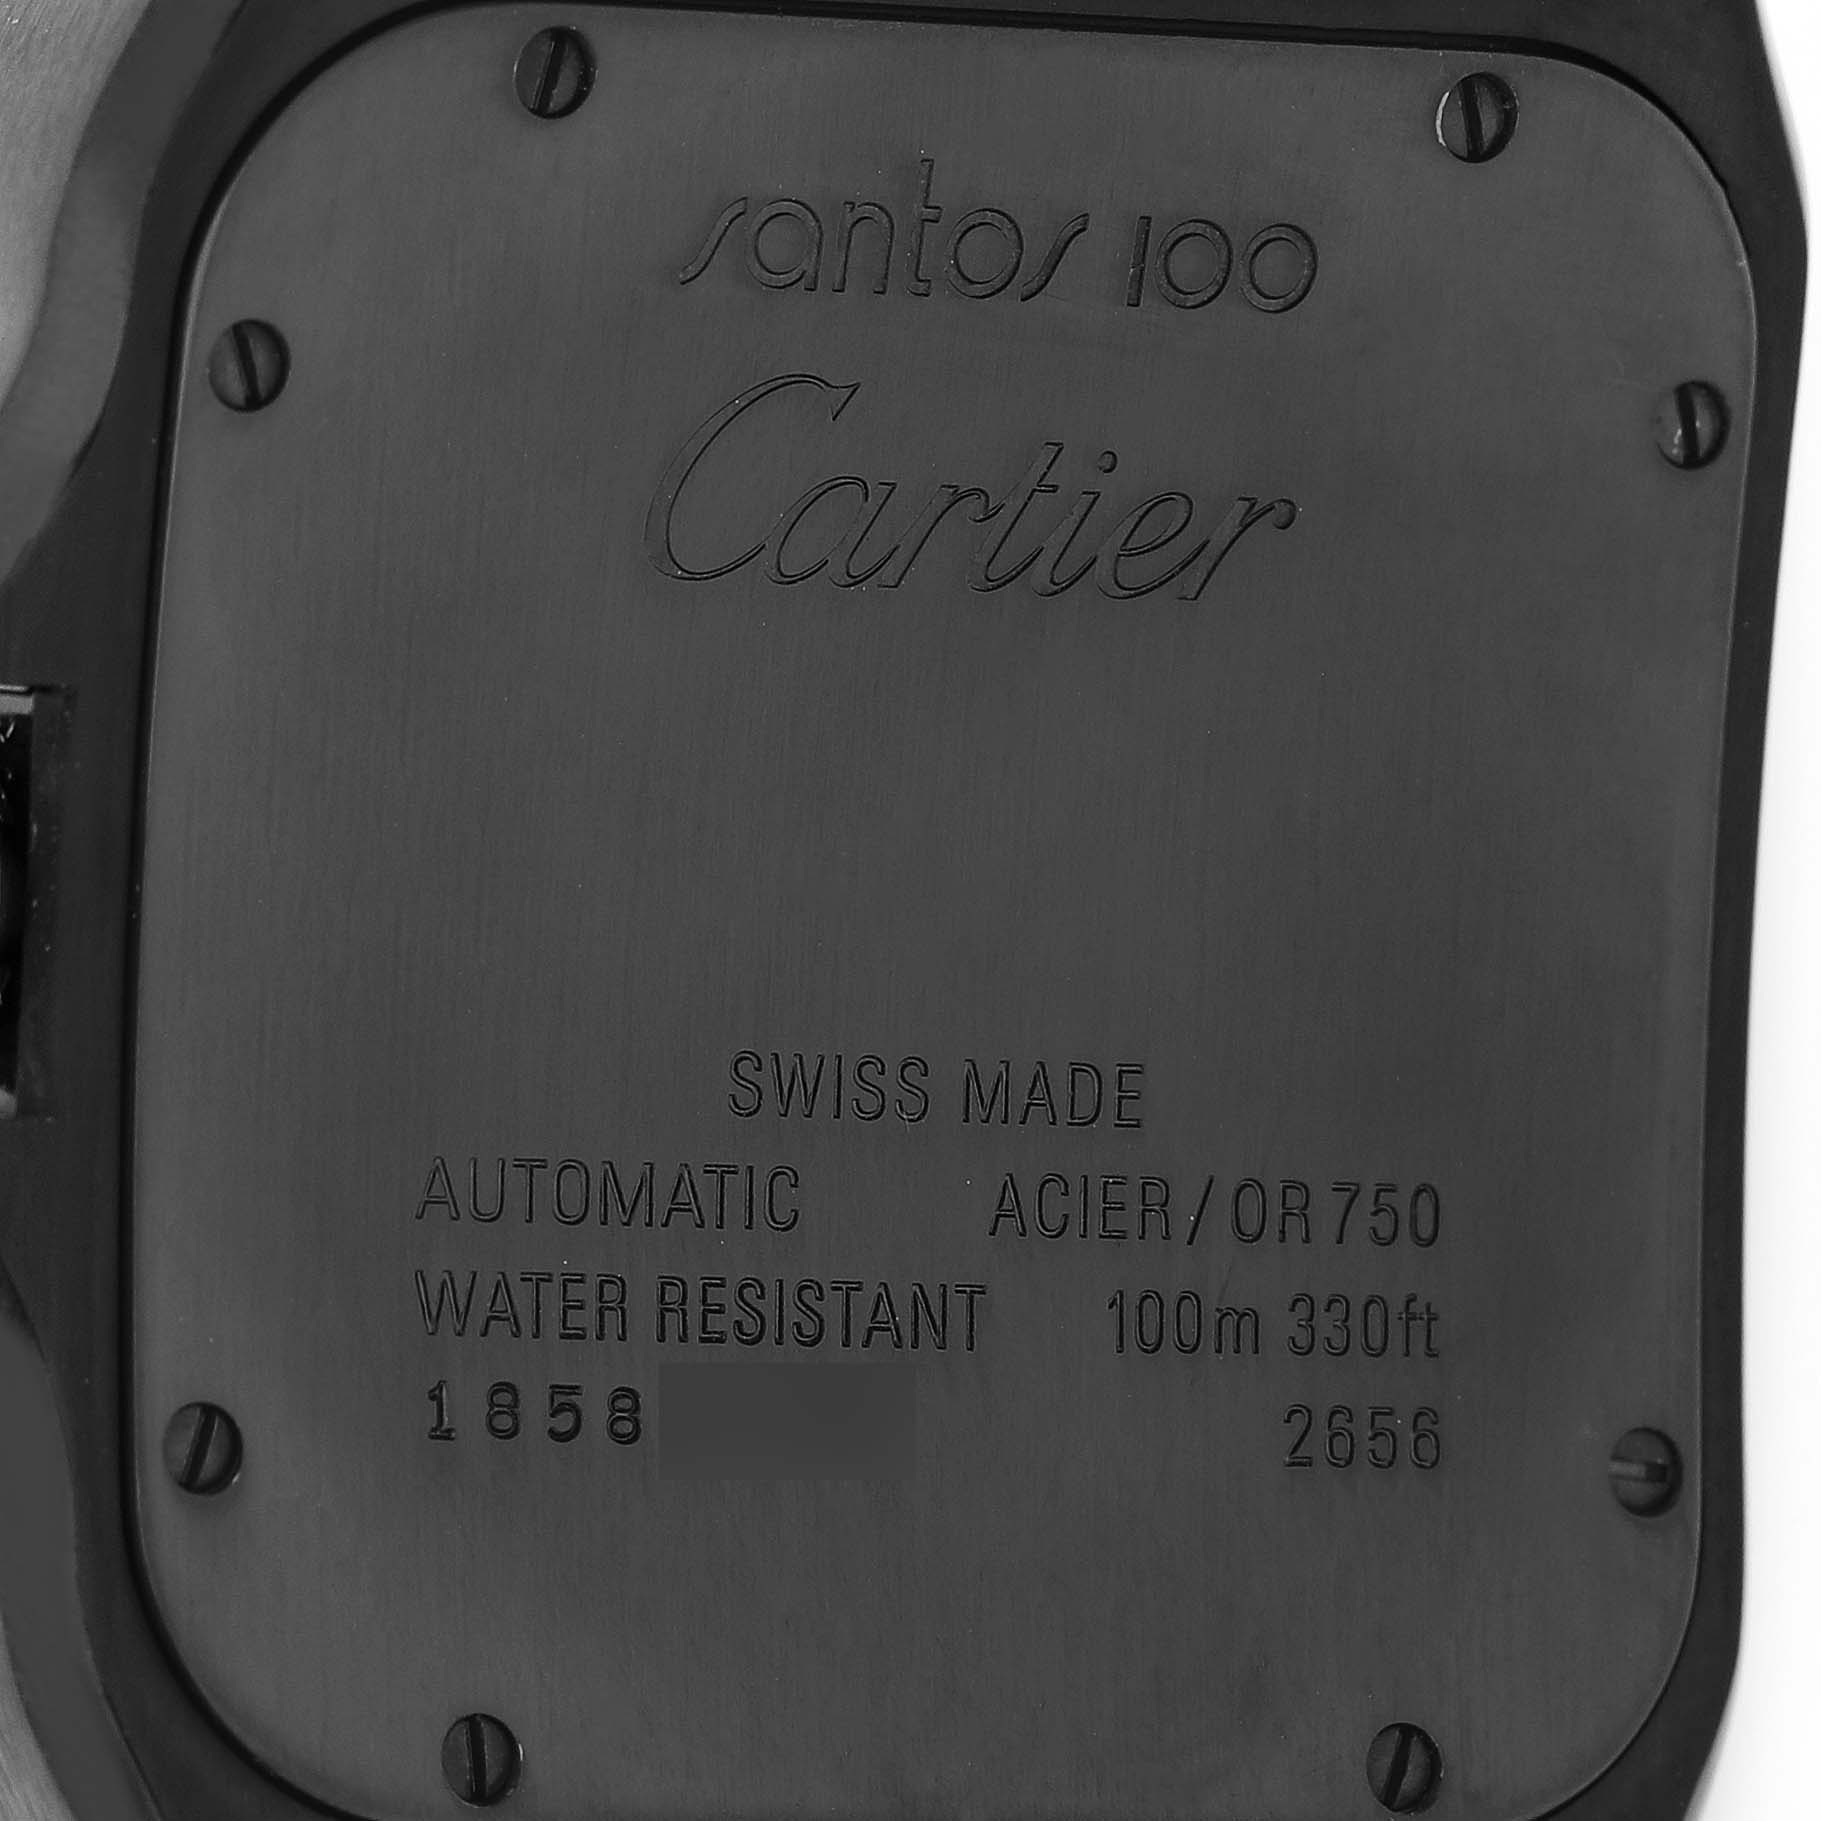 santos 100
Cartier
SWISS MADE
AUTOMATIC ACIER/OR 750
WATER RESISTANT 100m 330ft
1858 2656